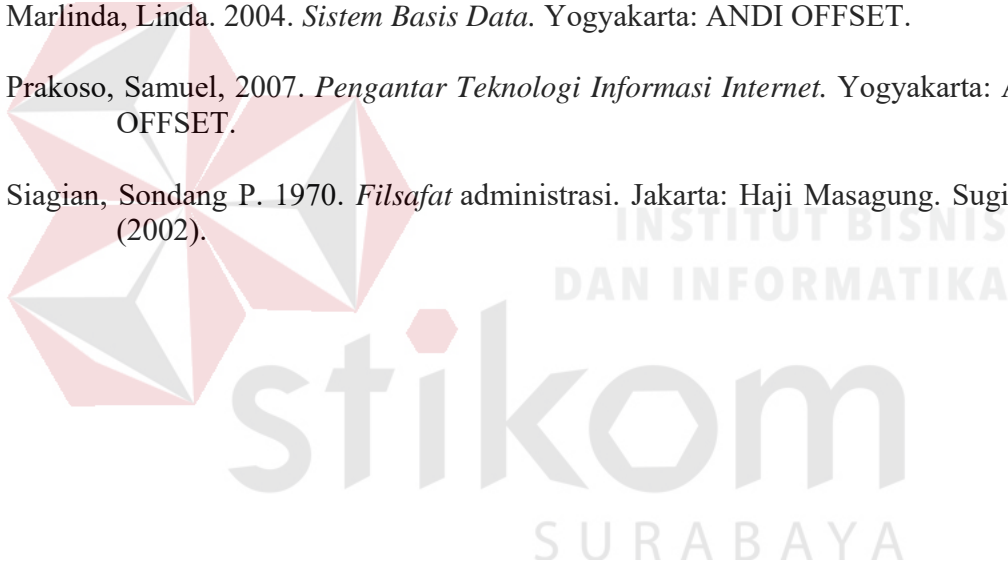 Marlinda, Linda. 2004. Sistem Basis Data. Yogyakarta: ANDI OFFSET.
Prakoso, Samuel, 2007. Pengantar Teknologi Informasi Internet. Yogyakarta:
OFFSET.
Siagian, Sondang P. 1970. Filsafat administrasi. Jakarta: Haji Masagung.
(2002).
INSTITUT BISNIS
DAN INFORMATIKA
stikom
SURABAYA